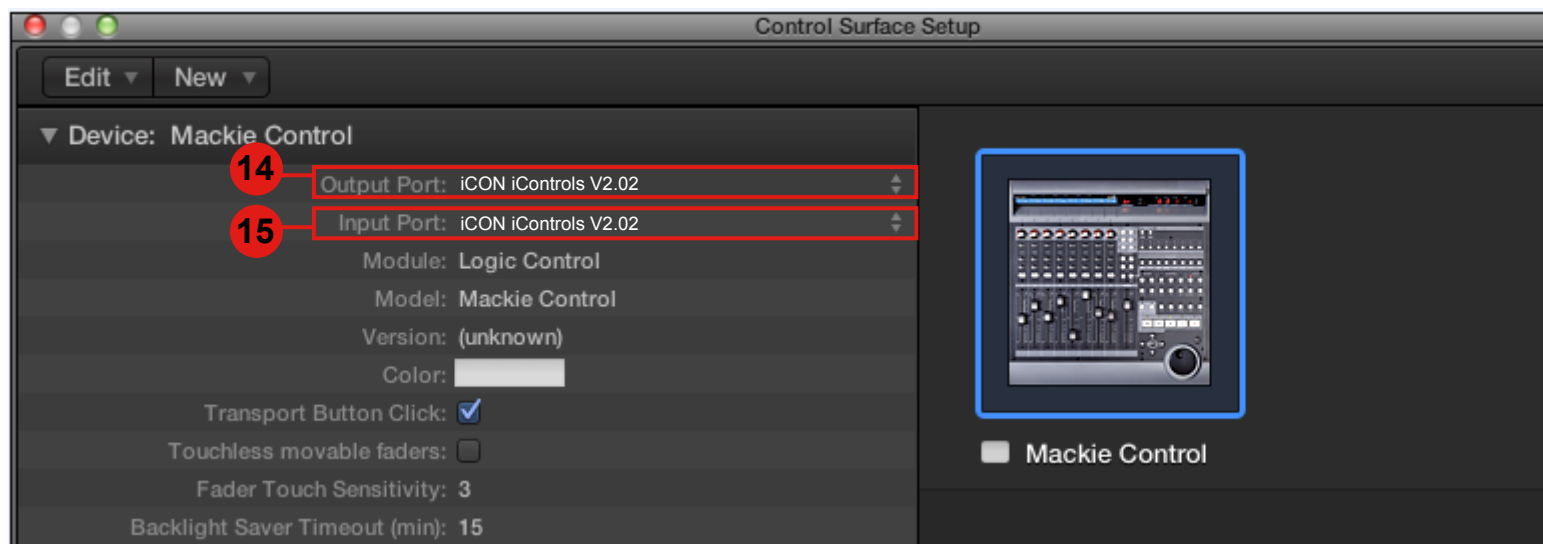 Control Surface Setup
Edit New
Device: Mackie Control
14 Output Port: iCON iControls V2.02
15 Input Port: iCON iControls V2.02
Module: Logic Control
Model: Mackie Control
Version: (unknown)
Color:
Transport Button Click:
Touchless movable faders:
Fader Touch Sensitivity: 3
Backlight Saver Timeout (min): 15
Mackie Control